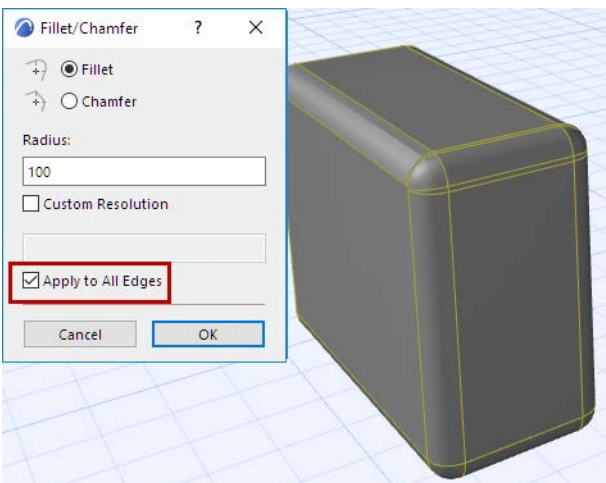 Fillet/Chamfer ? ×
Fillet
Chamfer
Radius:
100
Custom Resolution
Apply to All Edges
Cancel OK